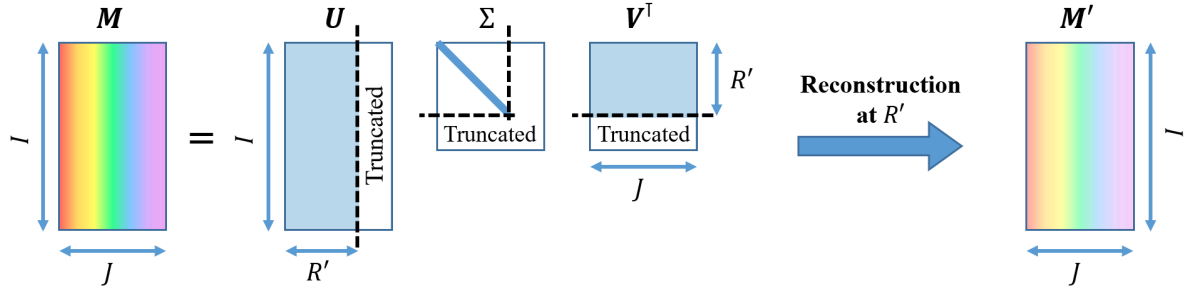 M
U
Σ
V⊺
M′
I
J
=
I
R′
Truncated
Truncated
Truncated
J
R′
Reconstruction
at R′
I
J